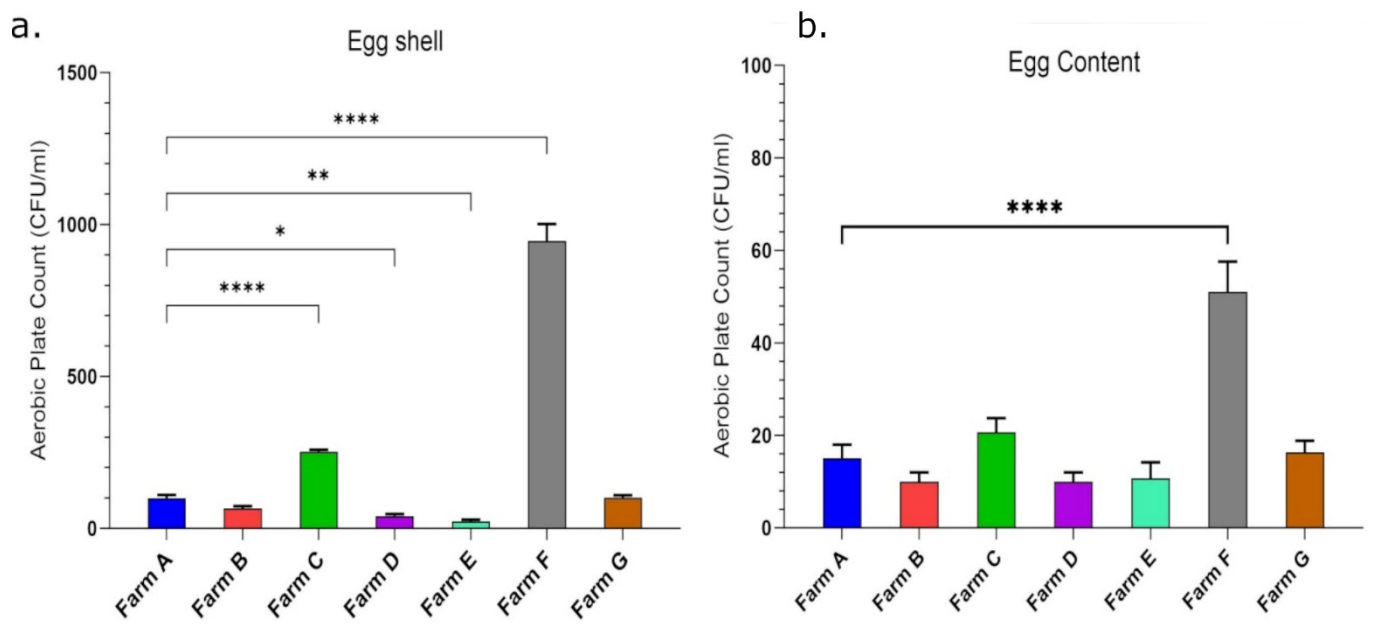 a.
Egg shell
Aerobic Plate Count (CFU/ml)
1500
1000
500
0
****
**
*
****
Farm A
Farm B
Farm C
Farm D
Farm E
Farm F
Farm G
b.
Egg Content
Aerobic Plate Count (CFU/ml)
100
80
60
40
20
0
****
Farm A
Farm B
Farm C
Farm D
Farm E
Farm F
Farm G